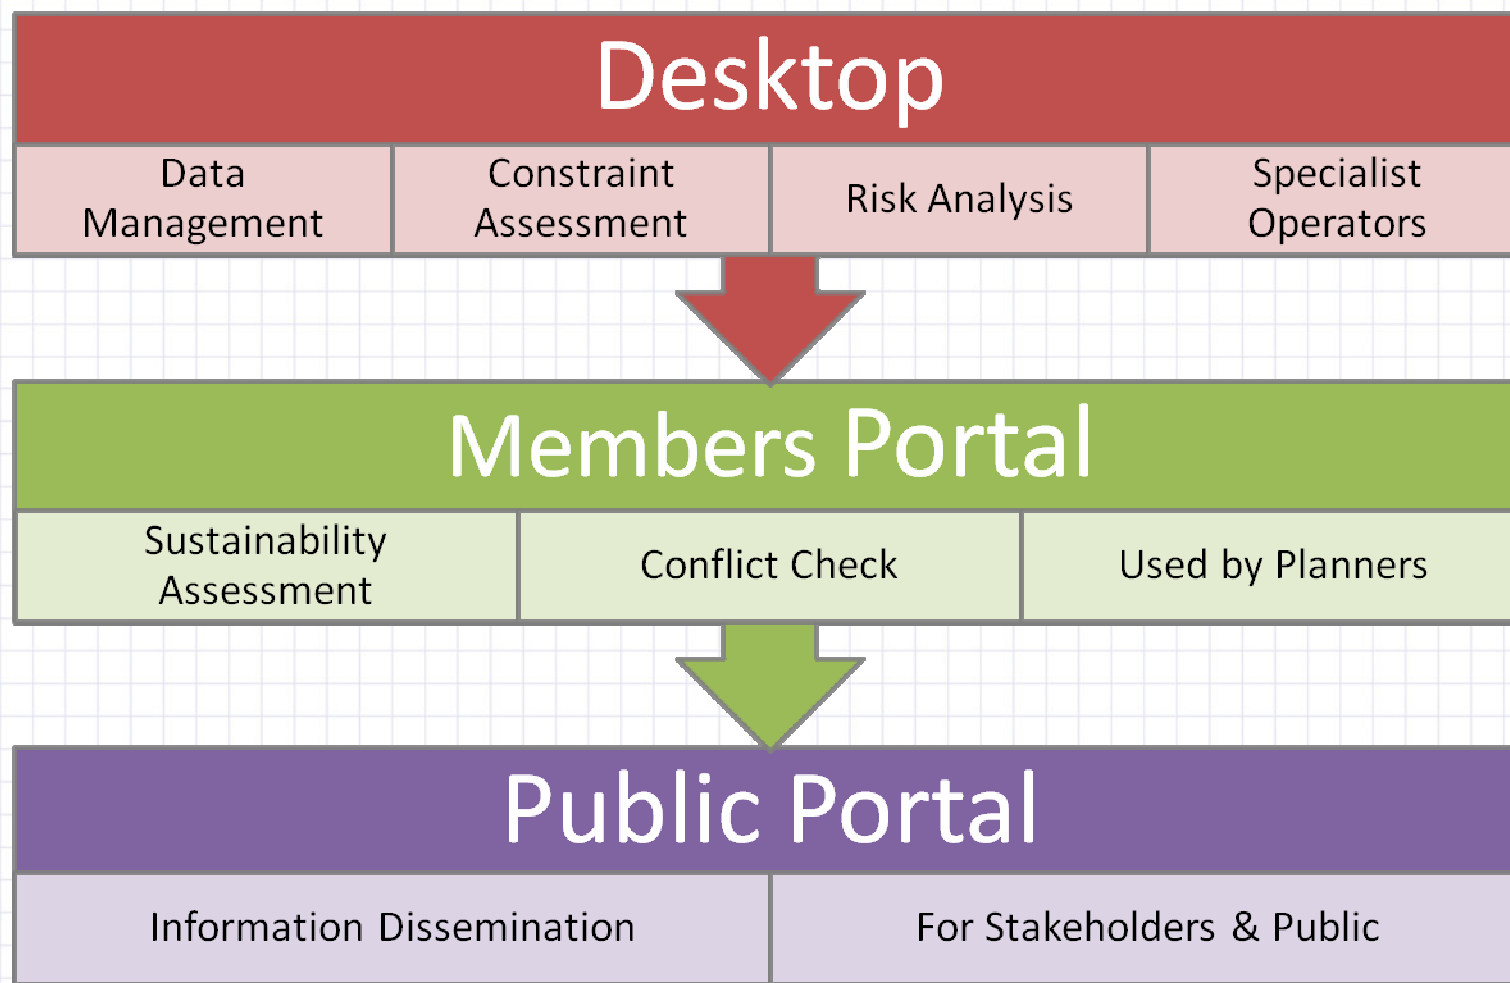 Desktop
Data
Management
Constraint
Assessment
Risk Analysis
Specialist
Operators
Members Portal
Sustainability
Assessment
Conflict Check
Used by Planners
Public Portal
Information Dissemination
For Stakeholders & Public